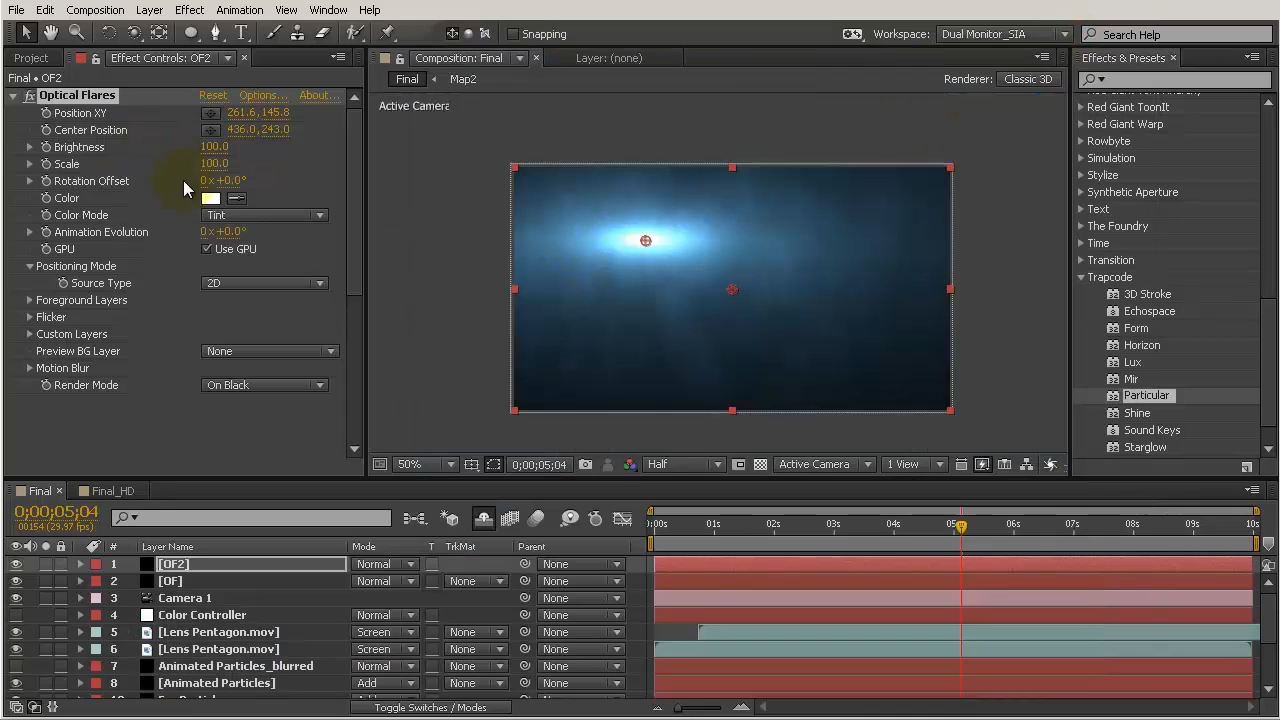 File Edit Composition Layer Effect Animation View Window Help
Snapping Workspace: Dual Monitor_SIA Search Help
Project Effect Controls: OF2 Composition: Final Layer: (none) Effects & Presets
Final • OF2 Final Map2 Renderer: Classic 3D
Optical Flares Reset Options... About...
Active Camera
Position XY 261.6,145.8
Center Position 436.0,243.0
Brightness 100.0
Scale 100.0
Rotation Offset 0x+0.0°
Color
Color Mode Tint
Animation Evolution 0x+0.0°
GPU Use GPU
Positioning Mode
Source Type 2D
Foreground Layers
Flicker
Custom Layers
Preview BG Layer None
Motion Blur
Render Mode On Black
Red Giant ToonIt
Red Giant Warp
Rowbyte
Simulation
Stylize
Synthetic Aperture
Text
The Foundry
Time
Transition
Trapcode
3D Stroke
Echospace
Form
Horizon
Lux
Mir
Particular
Shine
Sound Keys
Starglow
50% 0;00;05;04 Half Active Camera 1 View
Final Final_HD
0;00;05;04
00154 (29.97 fps)
0:00s 01s 02s 03s 04s 05s 06s 07s 08s 09s 10s
# Layer Name Mode T TrkMat Parent
1 [OF2] Normal None
2 [OF] Normal None None
3 Camera 1 None
4 Color Controller Normal None
5 [Lens Pentagon.mov] Screen None None
6 [Lens Pentagon.mov] Screen None None
7 Animated Particles_blurred Normal None None
8 [Animated Particles] Add None None
Toggle Switches / Modes